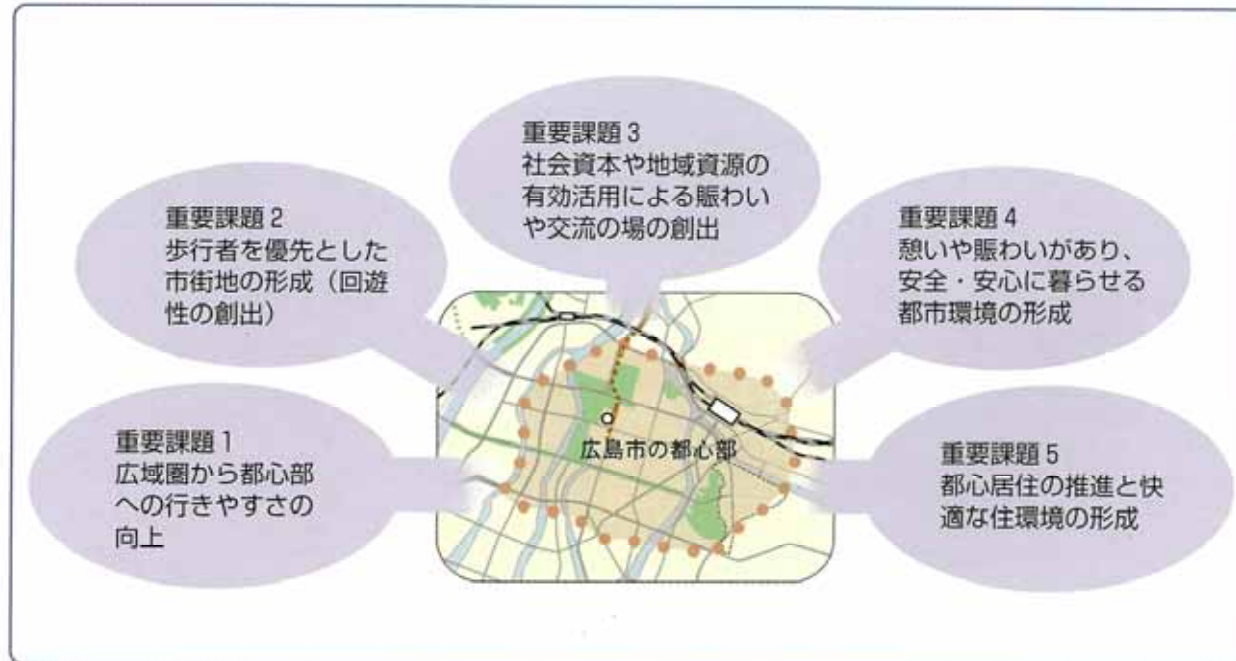 重要課題3
社会資本や地域資源の
有効活用による賑わい
や交流の場の創出
重要課題2
歩行者を優先とした
市街地の形成（回遊
性の創出）
重要課題4
憩いや賑わいがあり、
安全・安心に暮らせる
都市環境の形成
広島市の都心部
重要課題1
広域圏から都心部
への行きやすさの
向上
重要課題5
都心居住の推進と快
適な住環境の形成